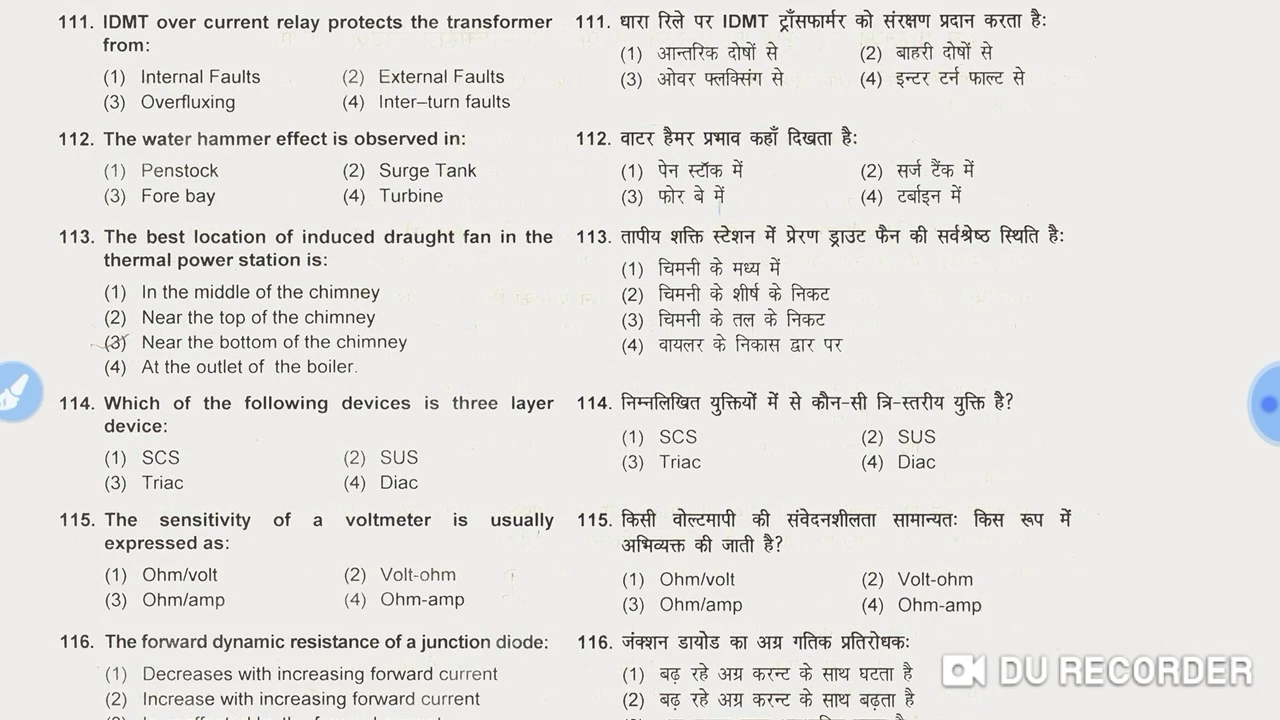 111. IDMT over current relay protects the transformer
from:
(1) Internal Faults (2) External Faults
(3) Overfluxing (4) Inter–turn faults
112. The water hammer effect is observed in:
(1) Penstock (2) Surge Tank
(3) Fore bay (4) Turbine
113. The best location of induced draught fan in the
thermal power station is:
(1) In the middle of the chimney
(2) Near the top of the chimney
(3) Near the bottom of the chimney
(4) At the outlet of the boiler.
114. Which of the following devices is three layer
device:
(1) SCS (2) SUS
(3) Triac (4) Diac
115. The sensitivity of a voltmeter is usually
expressed as:
(1) Ohm/volt (2) Volt-ohm
(3) Ohm/amp (4) Ohm-amp
116. The forward dynamic resistance of a junction diode:
(1) Decreases with increasing forward current
(2) Increase with increasing forward current
111. धारा रिले पर IDMT ट्राँसफार्मर को संरक्षण प्रदान करता है:
(1) आन्तरिक दोषों से (2) बाहरी दोषों से
(3) ओवर फ्लक्सिंग से (4) इन्टर टर्न फाल्ट से
112. वाटर हैमर प्रभाव कहाँ दिखता है:
(1) पेन स्टॉक में (2) सर्ज टैंक में
(3) फोर बे में (4) टर्बाइन में
113. तापीय शक्ति स्टेशन में प्रेरण ड्राउंट फैन की सर्वश्रेष्ठ स्थिति है:
(1) चिमनी के मध्य में
(2) चिमनी के शीर्ष के निकट
(3) चिमनी के तल के निकट
(4) वायलर के निकास द्वार पर
114. निम्नलिखित युक्तियों में से कौन-सी त्रि-स्तरीय युक्ति है?
(1) SCS (2) SUS
(3) Triac (4) Diac
115. किसी वोल्टमापी की संवेदनशीलता सामान्यतः किस रूप में
अभिव्यक्त की जाती है?
(1) Ohm/volt (2) Volt-ohm
(3) Ohm/amp (4) Ohm-amp
116. जंक्शन डायोड का अग्र गतिक प्रतिरोधक:
(1) बढ़ रहे अग्र करन्ट के साथ घटता है
(2) बढ़ रहे अग्र करन्ट के साथ बढ़ता है
DU RECORDER